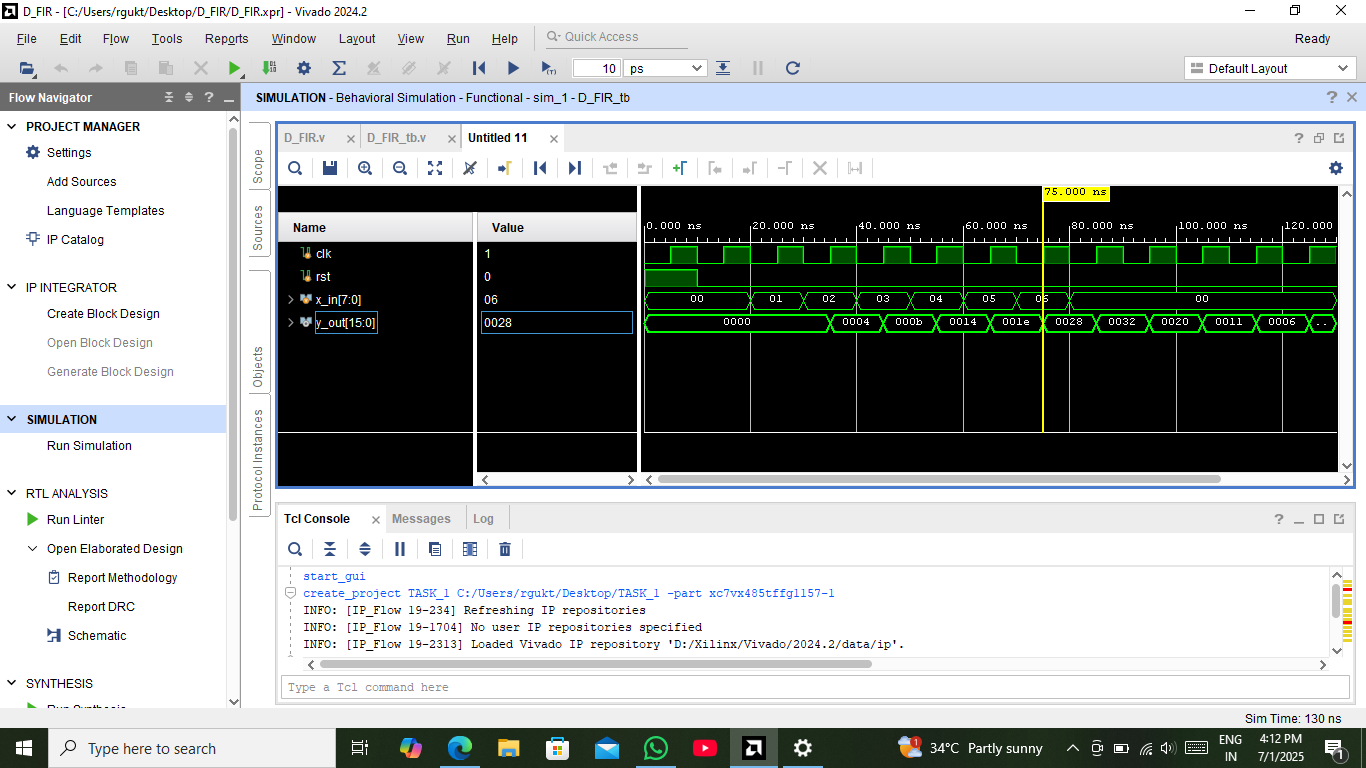 D_FIR - [C:/Users/rgukt/Desktop/D_FIR/D_FIR.xpr] - Vivado 2024.2
File Edit Flow Tools Reports Window Layout View Run Help Quick Access Ready
10 ps Default Layout
Flow Navigator
PROJECT MANAGER
Settings
Add Sources
Language Templates
IP Catalog
IP INTEGRATOR
Create Block Design
Open Block Design
Generate Block Design
SIMULATION
Run Simulation
RTL ANALYSIS
Run Linter
Open Elaborated Design
Report Methodology
Report DRC
Schematic
SYNTHESIS
Run Synthesis
SIMULATION - Behavioral Simulation - Functional - sim_1 - D_FIR_tb
Scope
Sources
Objects
Protocol Instances
D_FIR.v D_FIR_tb.v Untitled 11
75.000 ns
Name Value
0.000 ns 20.000 ns 40.000 ns 60.000 ns 80.000 ns 100.000 ns 120.000
clk 1
rst 0
x_in[7:0] 06 00 01 02 03 04 05 06 00
y_out[15:0] 0028 0000 0004 000b 0014 001e 0028 0032 0020 0011 0006 ..
Tcl Console Messages Log
start_gui
create_project TASK_1 C:/Users/rgukt/Desktop/TASK_1 -part xc7vx485tffg1157-1
INFO: [IP_Flow 19-234] Refreshing IP repositories
INFO: [IP_Flow 19-1704] No user IP repositories specified
INFO: [IP_Flow 19-2313] Loaded Vivado IP repository 'D:/Xilinx/Vivado/2024.2/data/ip'.
Type a Tcl command here
Sim Time: 130 ns
Type here to search
34°C Partly sunny
ENG
IN
4:12 PM
7/1/2025
1